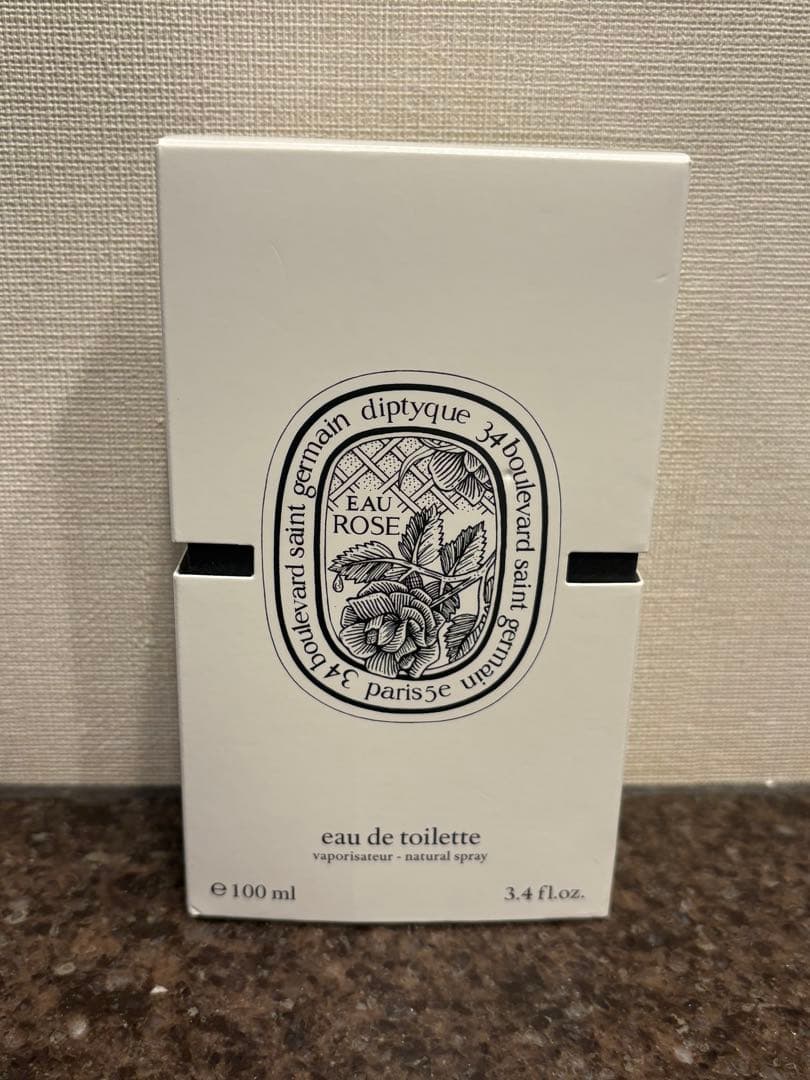 diptyque 34 boulevard saint germain paris 5e 34 boulevard saint germain
EAU
ROSE
eau de toilette
vaporisateur - natural spray
e 100 ml
3.4 fl.oz.